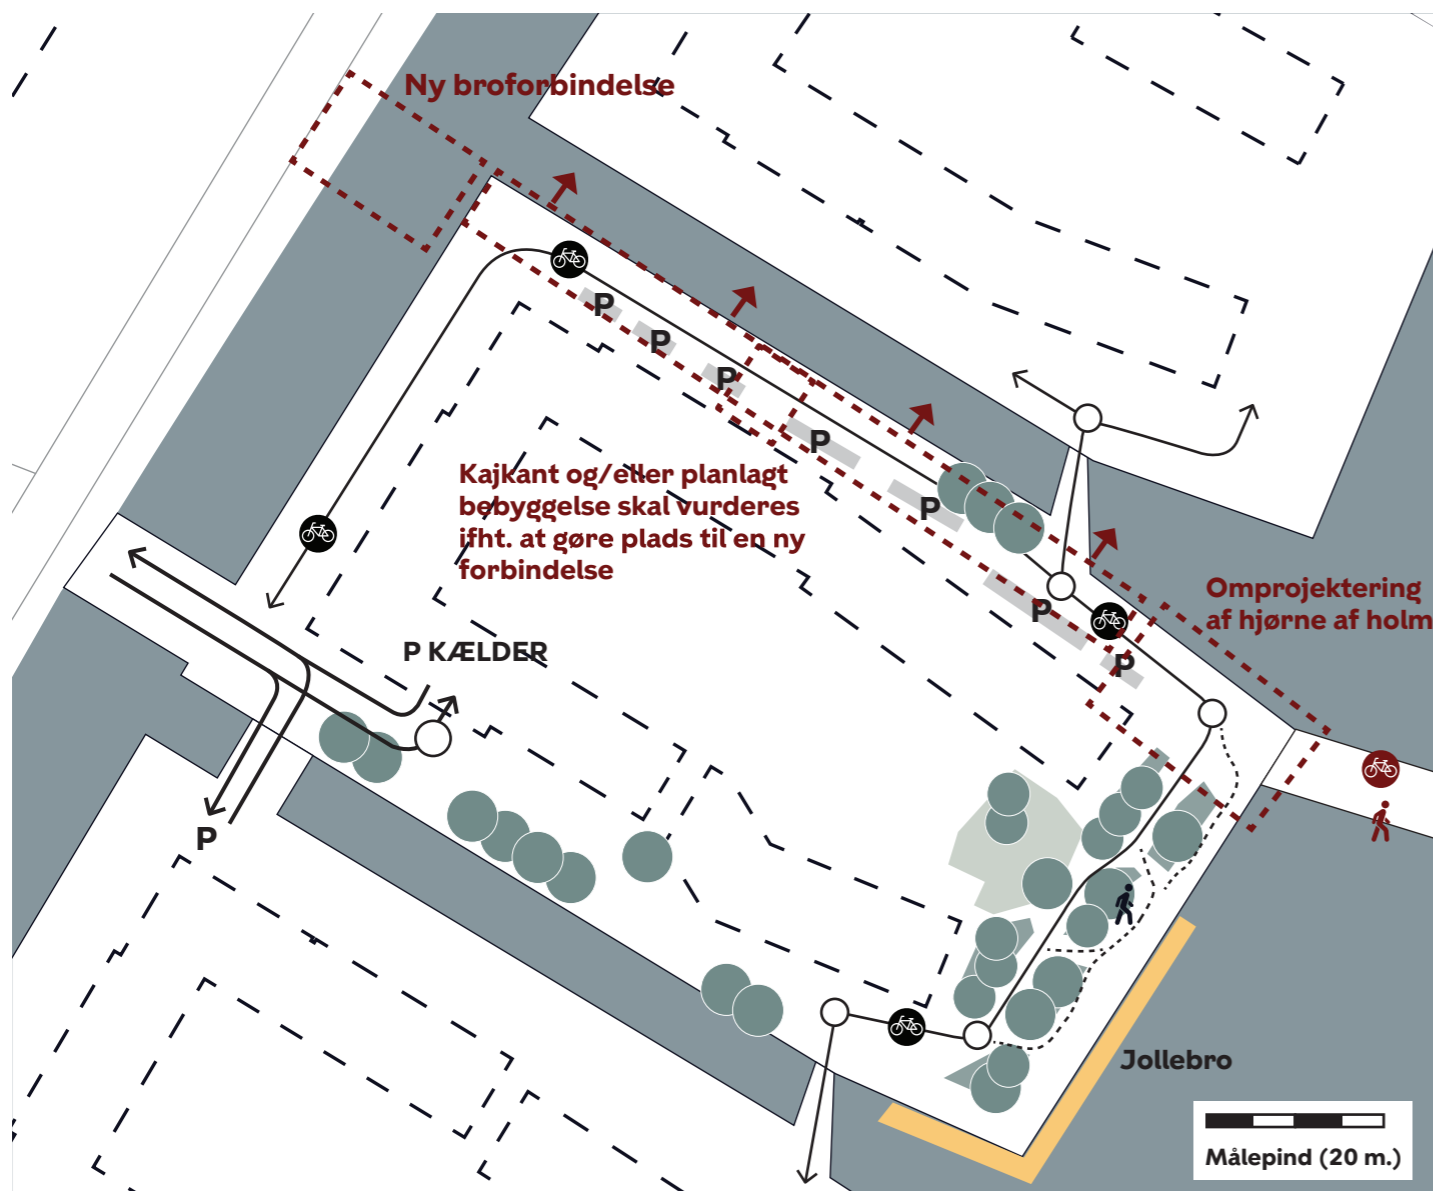 Ny broforbindelse
P
P
P
P
P
P
P
Kajkant og/eller planlagt
bebyggelse skal vurderes
ifht. at gøre plads til en ny
forbindelse
Omprojektering
af hjørne af holm
P KÆLDER
P
Jollebro
Målepind (20 m.)